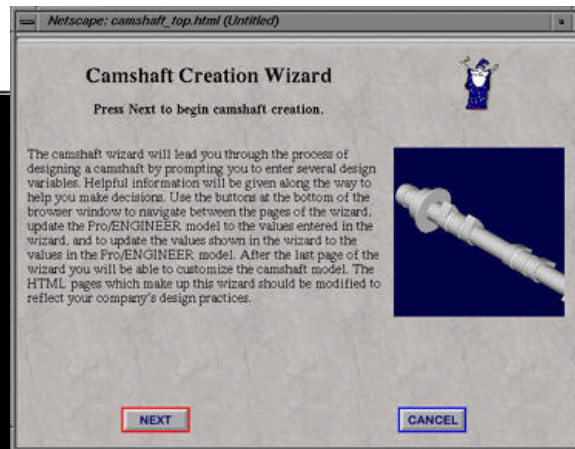 Netscape: camshaft_top.html (Untitled)
Camshaft Creation Wizard
Press Next to begin camshaft creation.
The camshaft wizard will lead you through the process of
designing a camshaft by prompting you to enter several design
variables. Helpful information will be given along the way to
help you make decisions. Use the buttons at the bottom of the
browser window to navigate between the pages of the wizard,
update the Pro/ENGINEER model to the values entered in the
wizard, and to update the values shown in the wizard to the
values in the Pro/ENGINEER model. After the last page of the
wizard you will be able to customize the camshaft model. The
HTML pages which make up this wizard should be modified to
reflect your company's design practices.
NEXT
CANCEL